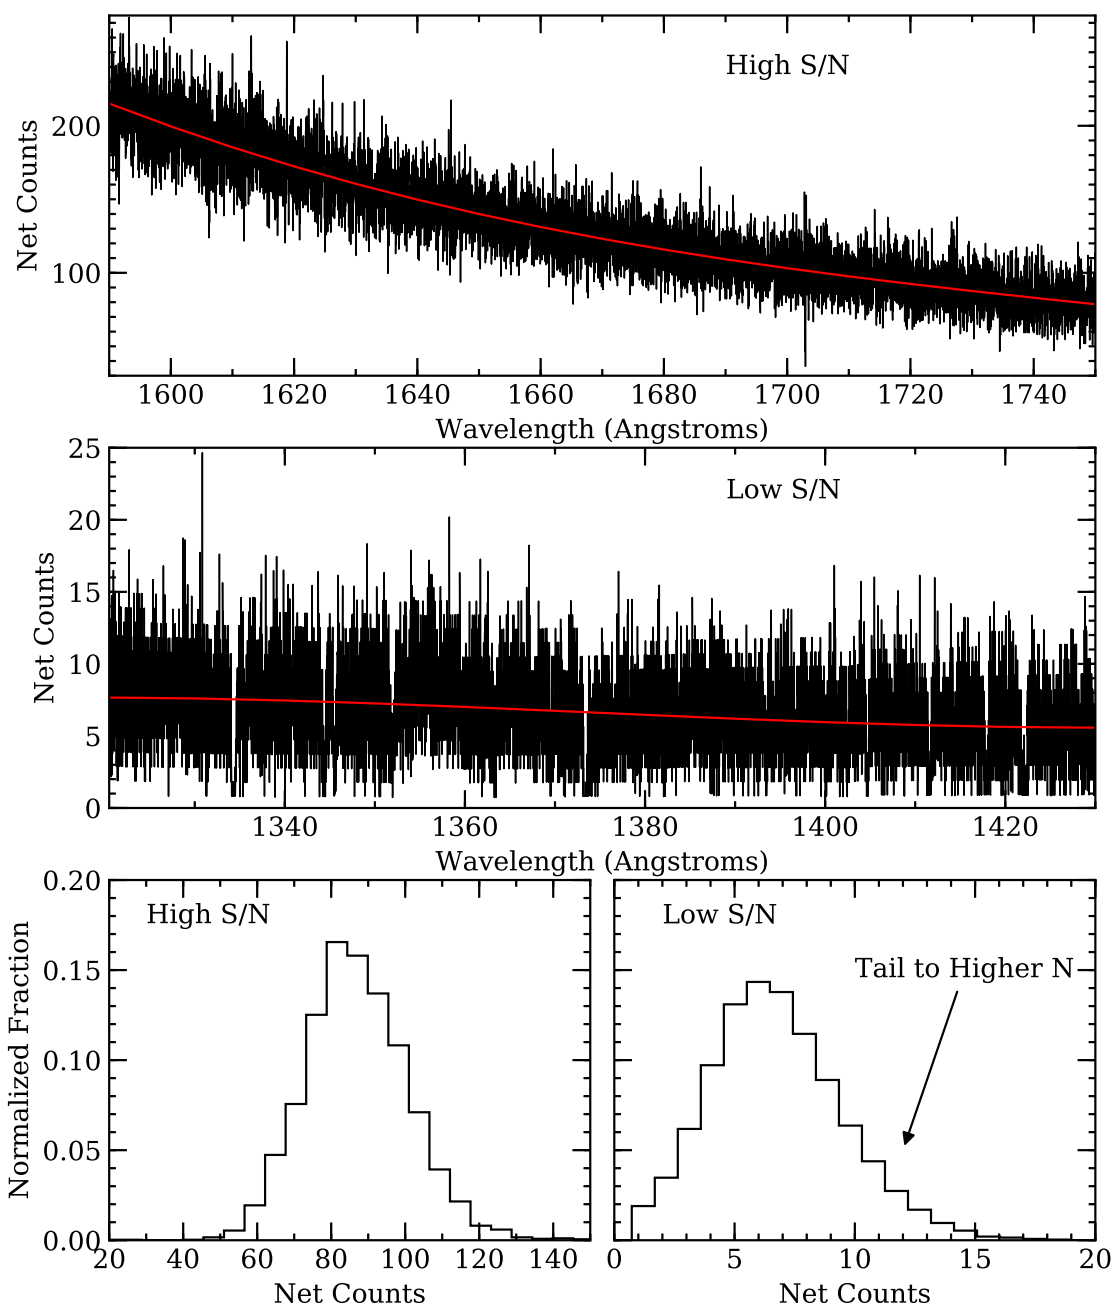 High S/N
Net Counts
200
100
1600 1620 1640 1660 1680 1700 1720 1740
Wavelength (Angstroms)
Low S/N
Net Counts
25
20
15
10
5
0
1340 1360 1380 1400 1420
Wavelength (Angstroms)
High S/N
Normalized Fraction
0.20
0.15
0.10
0.05
0.00
20 40 60 80 100 120 140
Net Counts
Low S/N
Tail to Higher N
0 5 10 15 20
Net Counts